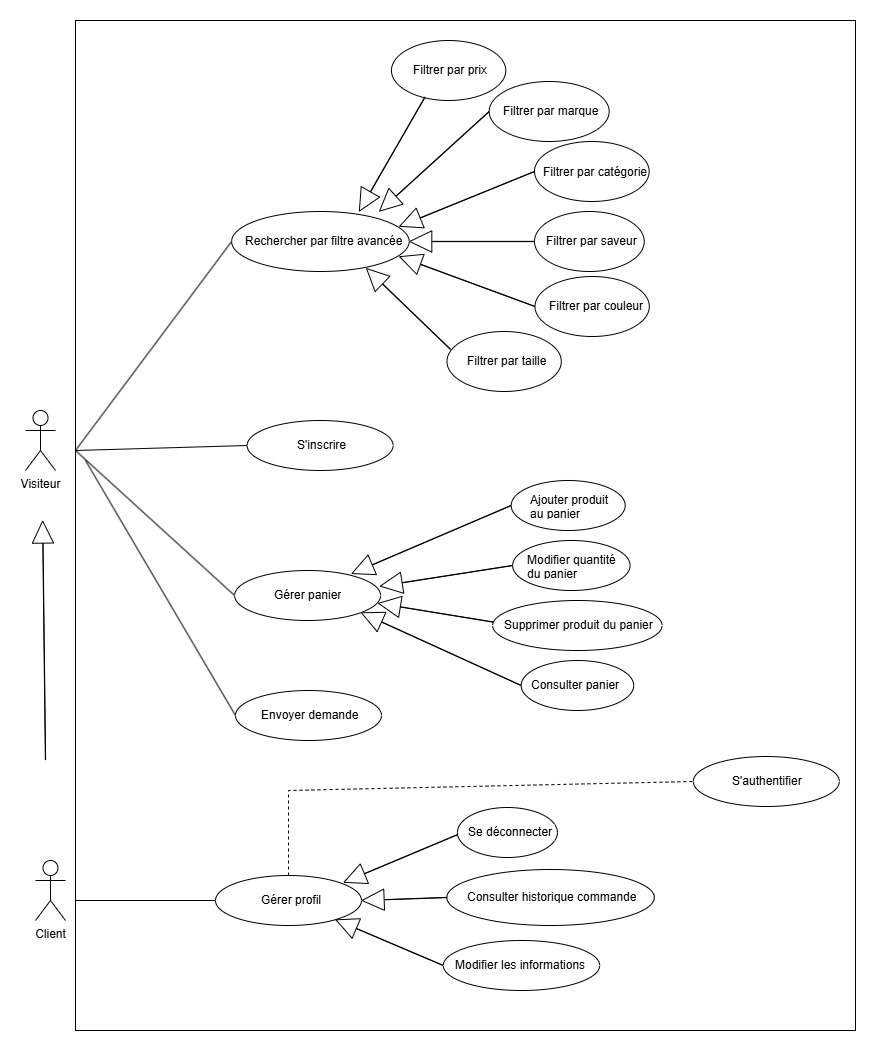 Filtrer par prix
Filtrer par marque
Filtrer par catégorie
Rechercher par filtre avancée
Filtrer par saveur
Filtrer par couleur
Filtrer par taille
S'inscrire
Visiteur
Ajouter produit
au panier
Modifier quantité
du panier
Gérer panier
Supprimer produit du panier
Consulter panier
Envoyer demande
S'authentifier
Se déconnecter
Gérer profil
Consulter historique commande
Client
Modifier les informations